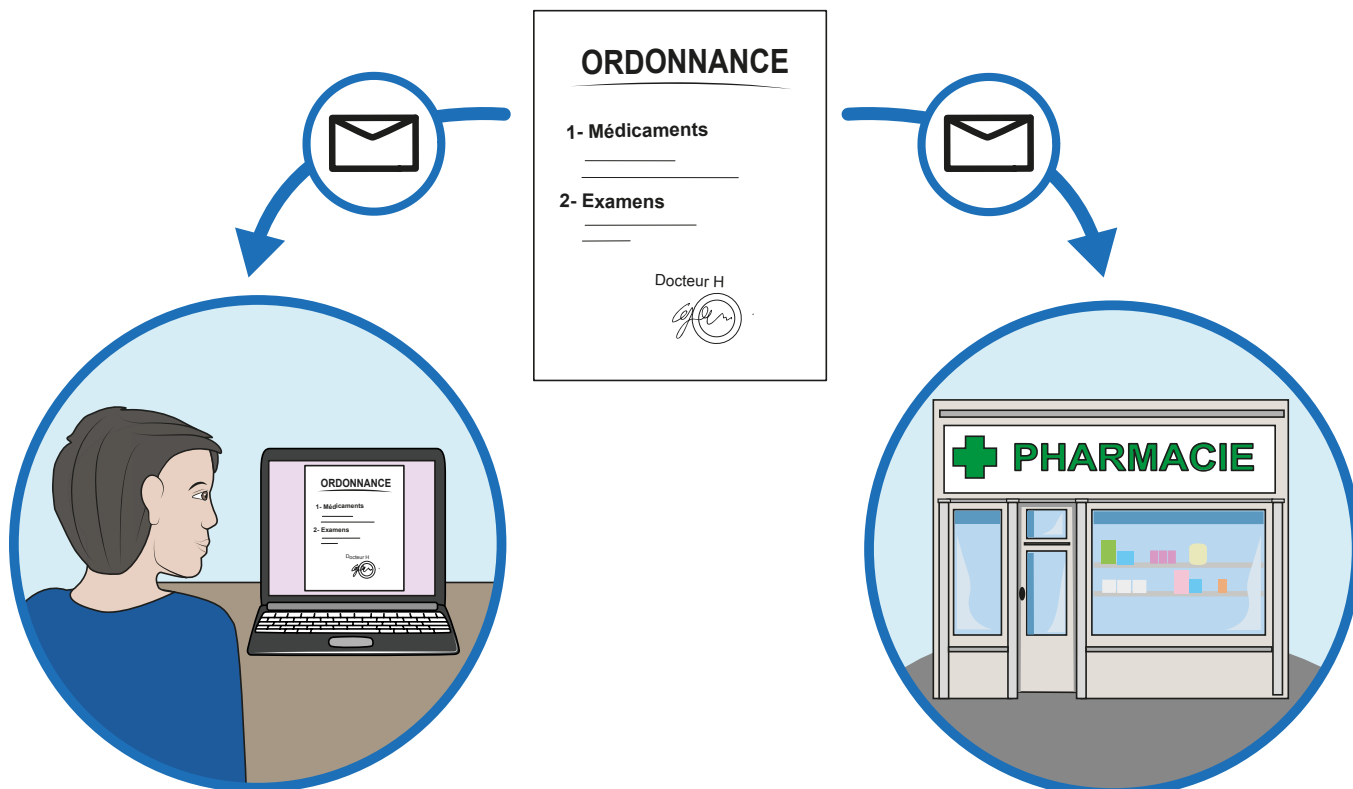 ORDONNANCE
1- Médicaments
2- Examens
Docteur H
ORDONNANCE
1- Médicaments
2- Examens
Docteur H
PHARMACIE